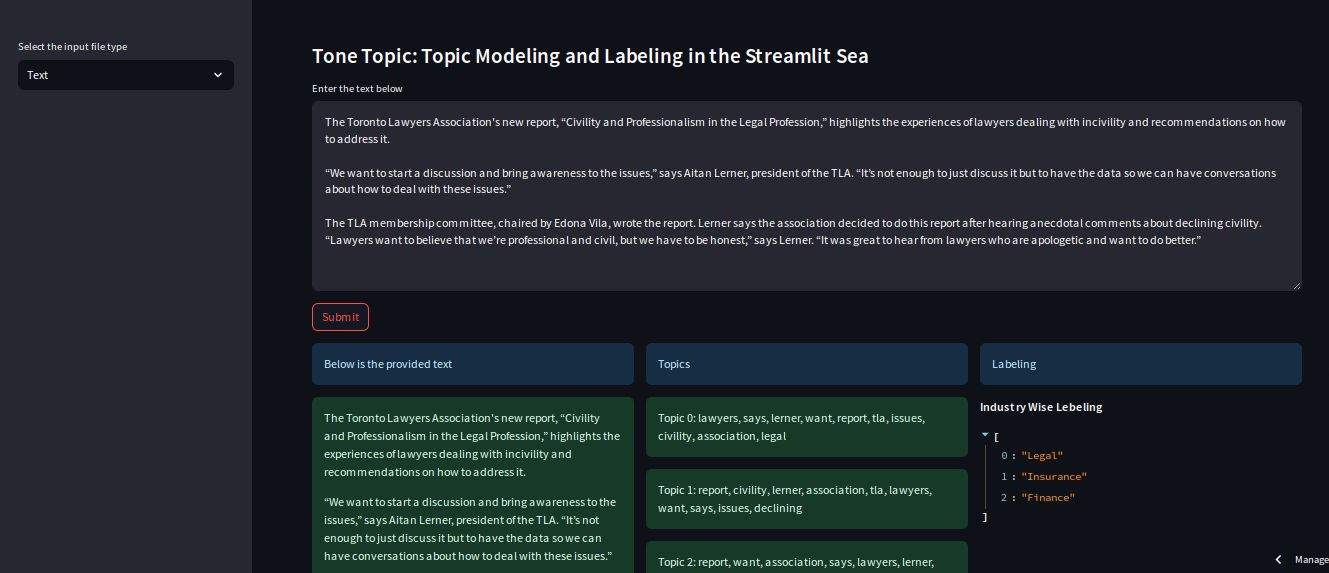 Select the input file type
Text
Tone Topic: Topic Modeling and Labeling in the Streamlit Sea
Enter the text below
The Toronto Lawyers Association's new report, “Civility and Professionalism in the Legal Profession,” highlights the experiences of lawyers dealing with incivility and recommendations on how
to address it.
“We want to start a discussion and bring awareness to the issues,” says Aitan Lerner, president of the TLA. “It’s not enough to just discuss it but to have the data so we can have conversations
about how to deal with these issues.”
The TLA membership committee, chaired by Edona Vila, wrote the report. Lerner says the association decided to do this report after hearing anecdotal comments about declining civility.
“Lawyers want to believe that we’re professional and civil, but we have to be honest,” says Lerner. “It was great to hear from lawyers who are apologetic and want to do better.”
Submit
Below is the provided text
The Toronto Lawyers Association's new report, “Civility
and Professionalism in the Legal Profession,” highlights the
experiences of lawyers dealing with incivility and
recommendations on how to address it.
“We want to start a discussion and bring awareness to the
issues,” says Aitan Lerner, president of the TLA. “It’s not
enough to just discuss it but to have the data so we can
have conversations about how to deal with these issues.”
Topics
Topic 0: lawyers, says, lerner, want, report, tla, issues,
civility, association, legal
Topic 1: report, civility, lerner, association, tla, lawyers,
want, says, issues, declining
Topic 2: report, want, association, says, lawyers, lerner,
Labeling
Industry Wise Lebeling
[
0 : "Legal"
1 : "Insurance"
2 : "Finance"
]
Manage